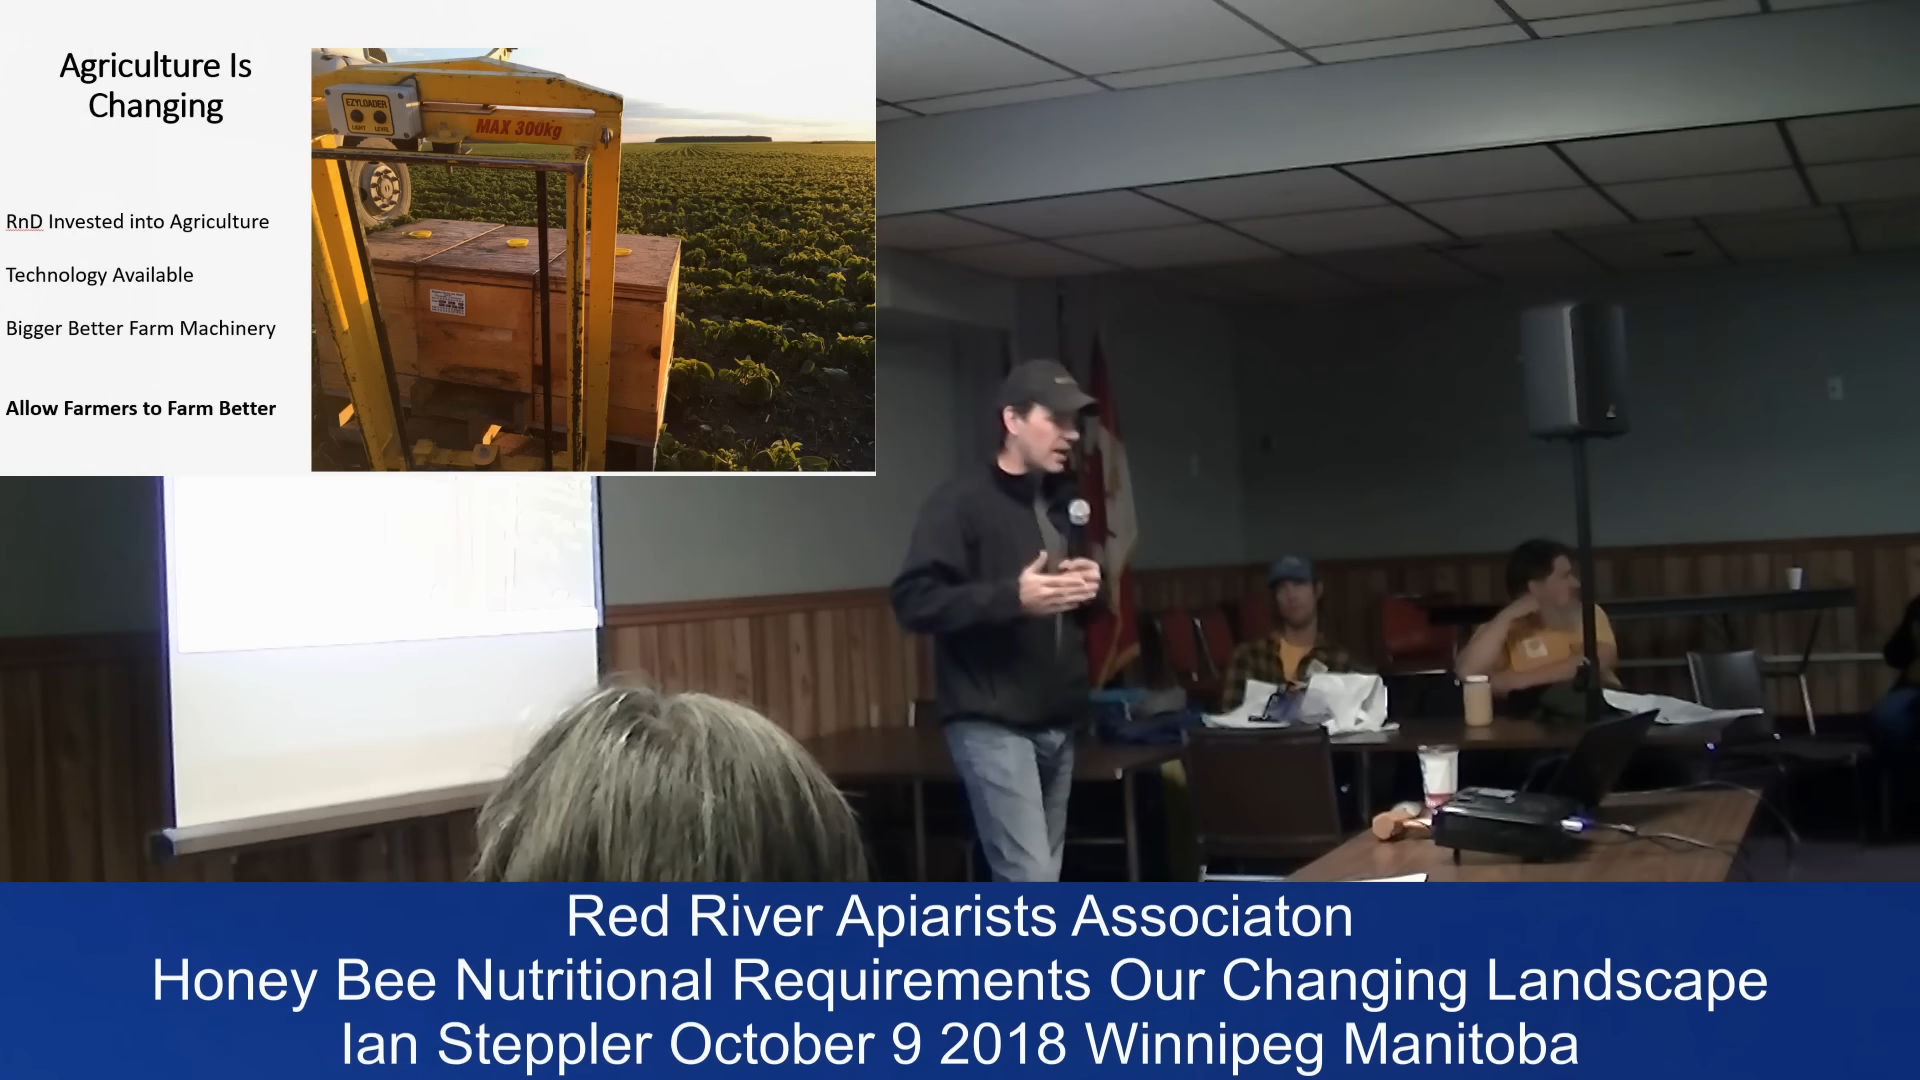 Agriculture Is
Changing
RnD Invested into Agriculture
Technology Available
Bigger Better Farm Machinery
Allow Farmers to Farm Better
EZYLOADER
LIGHT LEVEL
MAX 300kg
Red River Apiarists Associaton
Honey Bee Nutritional Requirements Our Changing Landscape
Ian Steppler October 9 2018 Winnipeg Manitoba